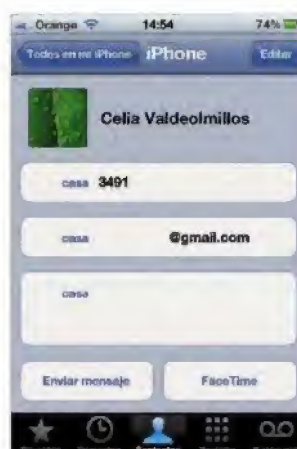 Orange 14:54 74%
Todos en mi iPhone iPhone Editar
Celia Valdeolmillos
casa 3491
casa @gmail.com
casa
Enviar mensaje FaceTime